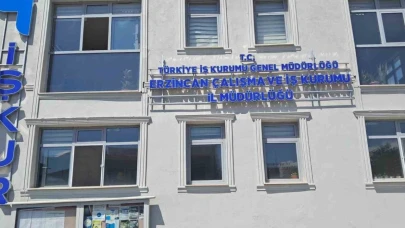 İŞKUR
T.C.
TÜRKİYE İŞ KURUMU GENEL MÜDÜRLÜĞÜ
ERZİNCAN ÇALIŞMA VE İŞ KURUMU
İL MÜDÜRLÜĞÜ